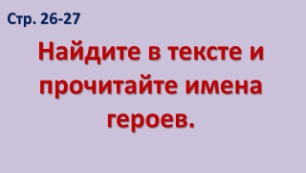 Стр. 26-27
Найдите в тексте и
прочитайте имена
героев.